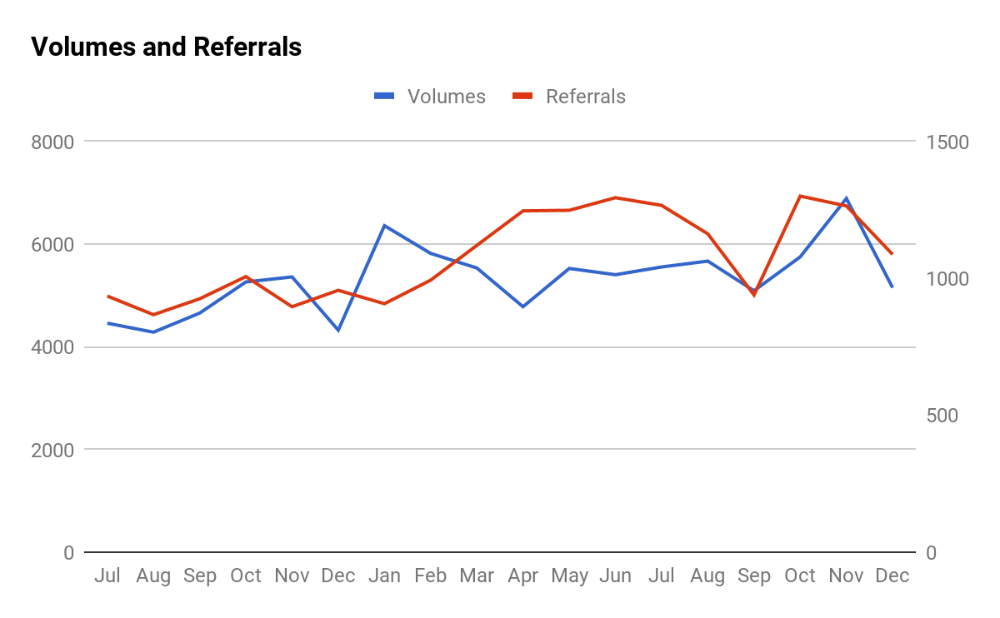 Volumes and Referrals
Volumes Referrals
8000 1500
6000
1000
4000
500
2000
0 0
Jul Aug Sep Oct Nov Dec Jan Feb Mar Apr May Jun Jul Aug Sep Oct Nov Dec